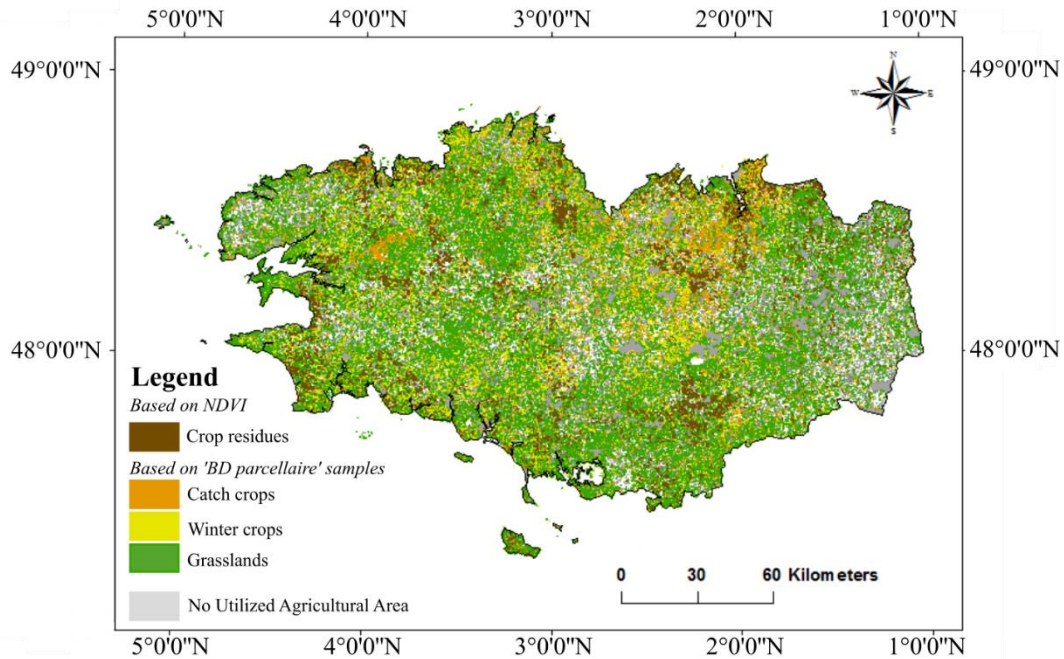 5°0'0"N 4°0'0"N 3°0'0"N 2°0'0"N 1°0'0"N
49°0'0"N 49°0'0"N
N
W E
S
48°0'0"N 48°0'0"N
Legend
Based on NDVI
Crop residues
Based on 'BD parcellaire' samples
Catch crops
Winter crops
Grasslands
No Utilized Agricultural Area
0 30 60 Kilometers
5°0'0"N 4°0'0"N 3°0'0"N 2°0'0"N 1°0'0"N